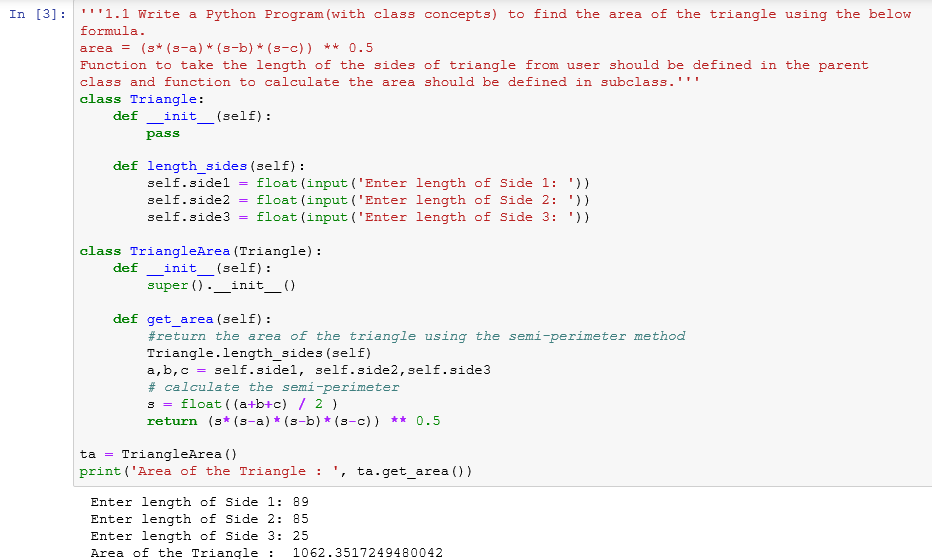 In [3]: '''1.1 Write a Python Program(with class concepts) to find the area of the triangle using the below
formula.
area = (s*(s-a)*(s-b)*(s-c)) ** 0.5
Function to take the length of the sides of triangle from user should be defined in the parent
class and function to calculate the area should be defined in subclass.'''
class Triangle:
    def __init__(self):
        pass

    def length_sides(self):
        self.side1 = float(input('Enter length of Side 1: '))
        self.side2 = float(input('Enter length of Side 2: '))
        self.side3 = float(input('Enter length of Side 3: '))

class TriangleArea(Triangle):
    def __init__(self):
        super().__init__()

    def get_area(self):
        #return the area of the triangle using the semi-perimeter method
        Triangle.length_sides(self)
        a,b,c = self.side1, self.side2,self.side3
        # calculate the semi-perimeter
        s = float((a+b+c) / 2 )
        return (s*(s-a)*(s-b)*(s-c)) ** 0.5

ta = TriangleArea()
print('Area of the Triangle : ', ta.get_area())

Enter length of Side 1: 89
Enter length of Side 2: 85
Enter length of Side 3: 25
Area of the Triangle :  1062.3517249480042